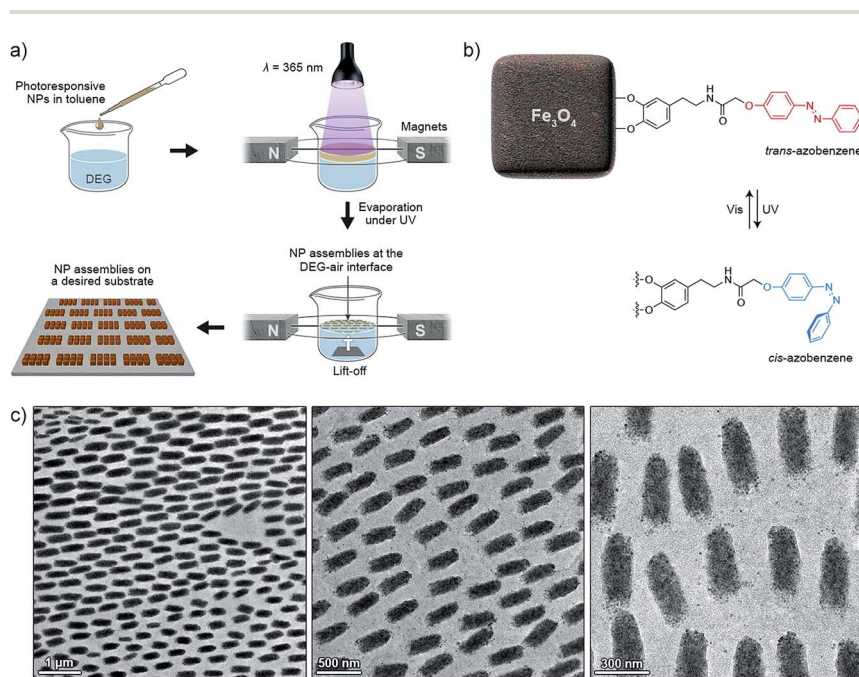 a)
Photoresponsive
NPs in toluene
DEG
λ = 365 nm
Magnets
N
S
Evaporation
under UV
NP assemblies at the
DEG-air interface
N
S
Lift-off
NP assemblies on
a desired substrate
b)
Fe₃O₄
O
O
H
N
O
O
N
N
trans-azobenzene
Vis
UV
O
O
H
N
O
O
N
N
cis-azobenzene
c)
1 μm
500 nm
300 nm